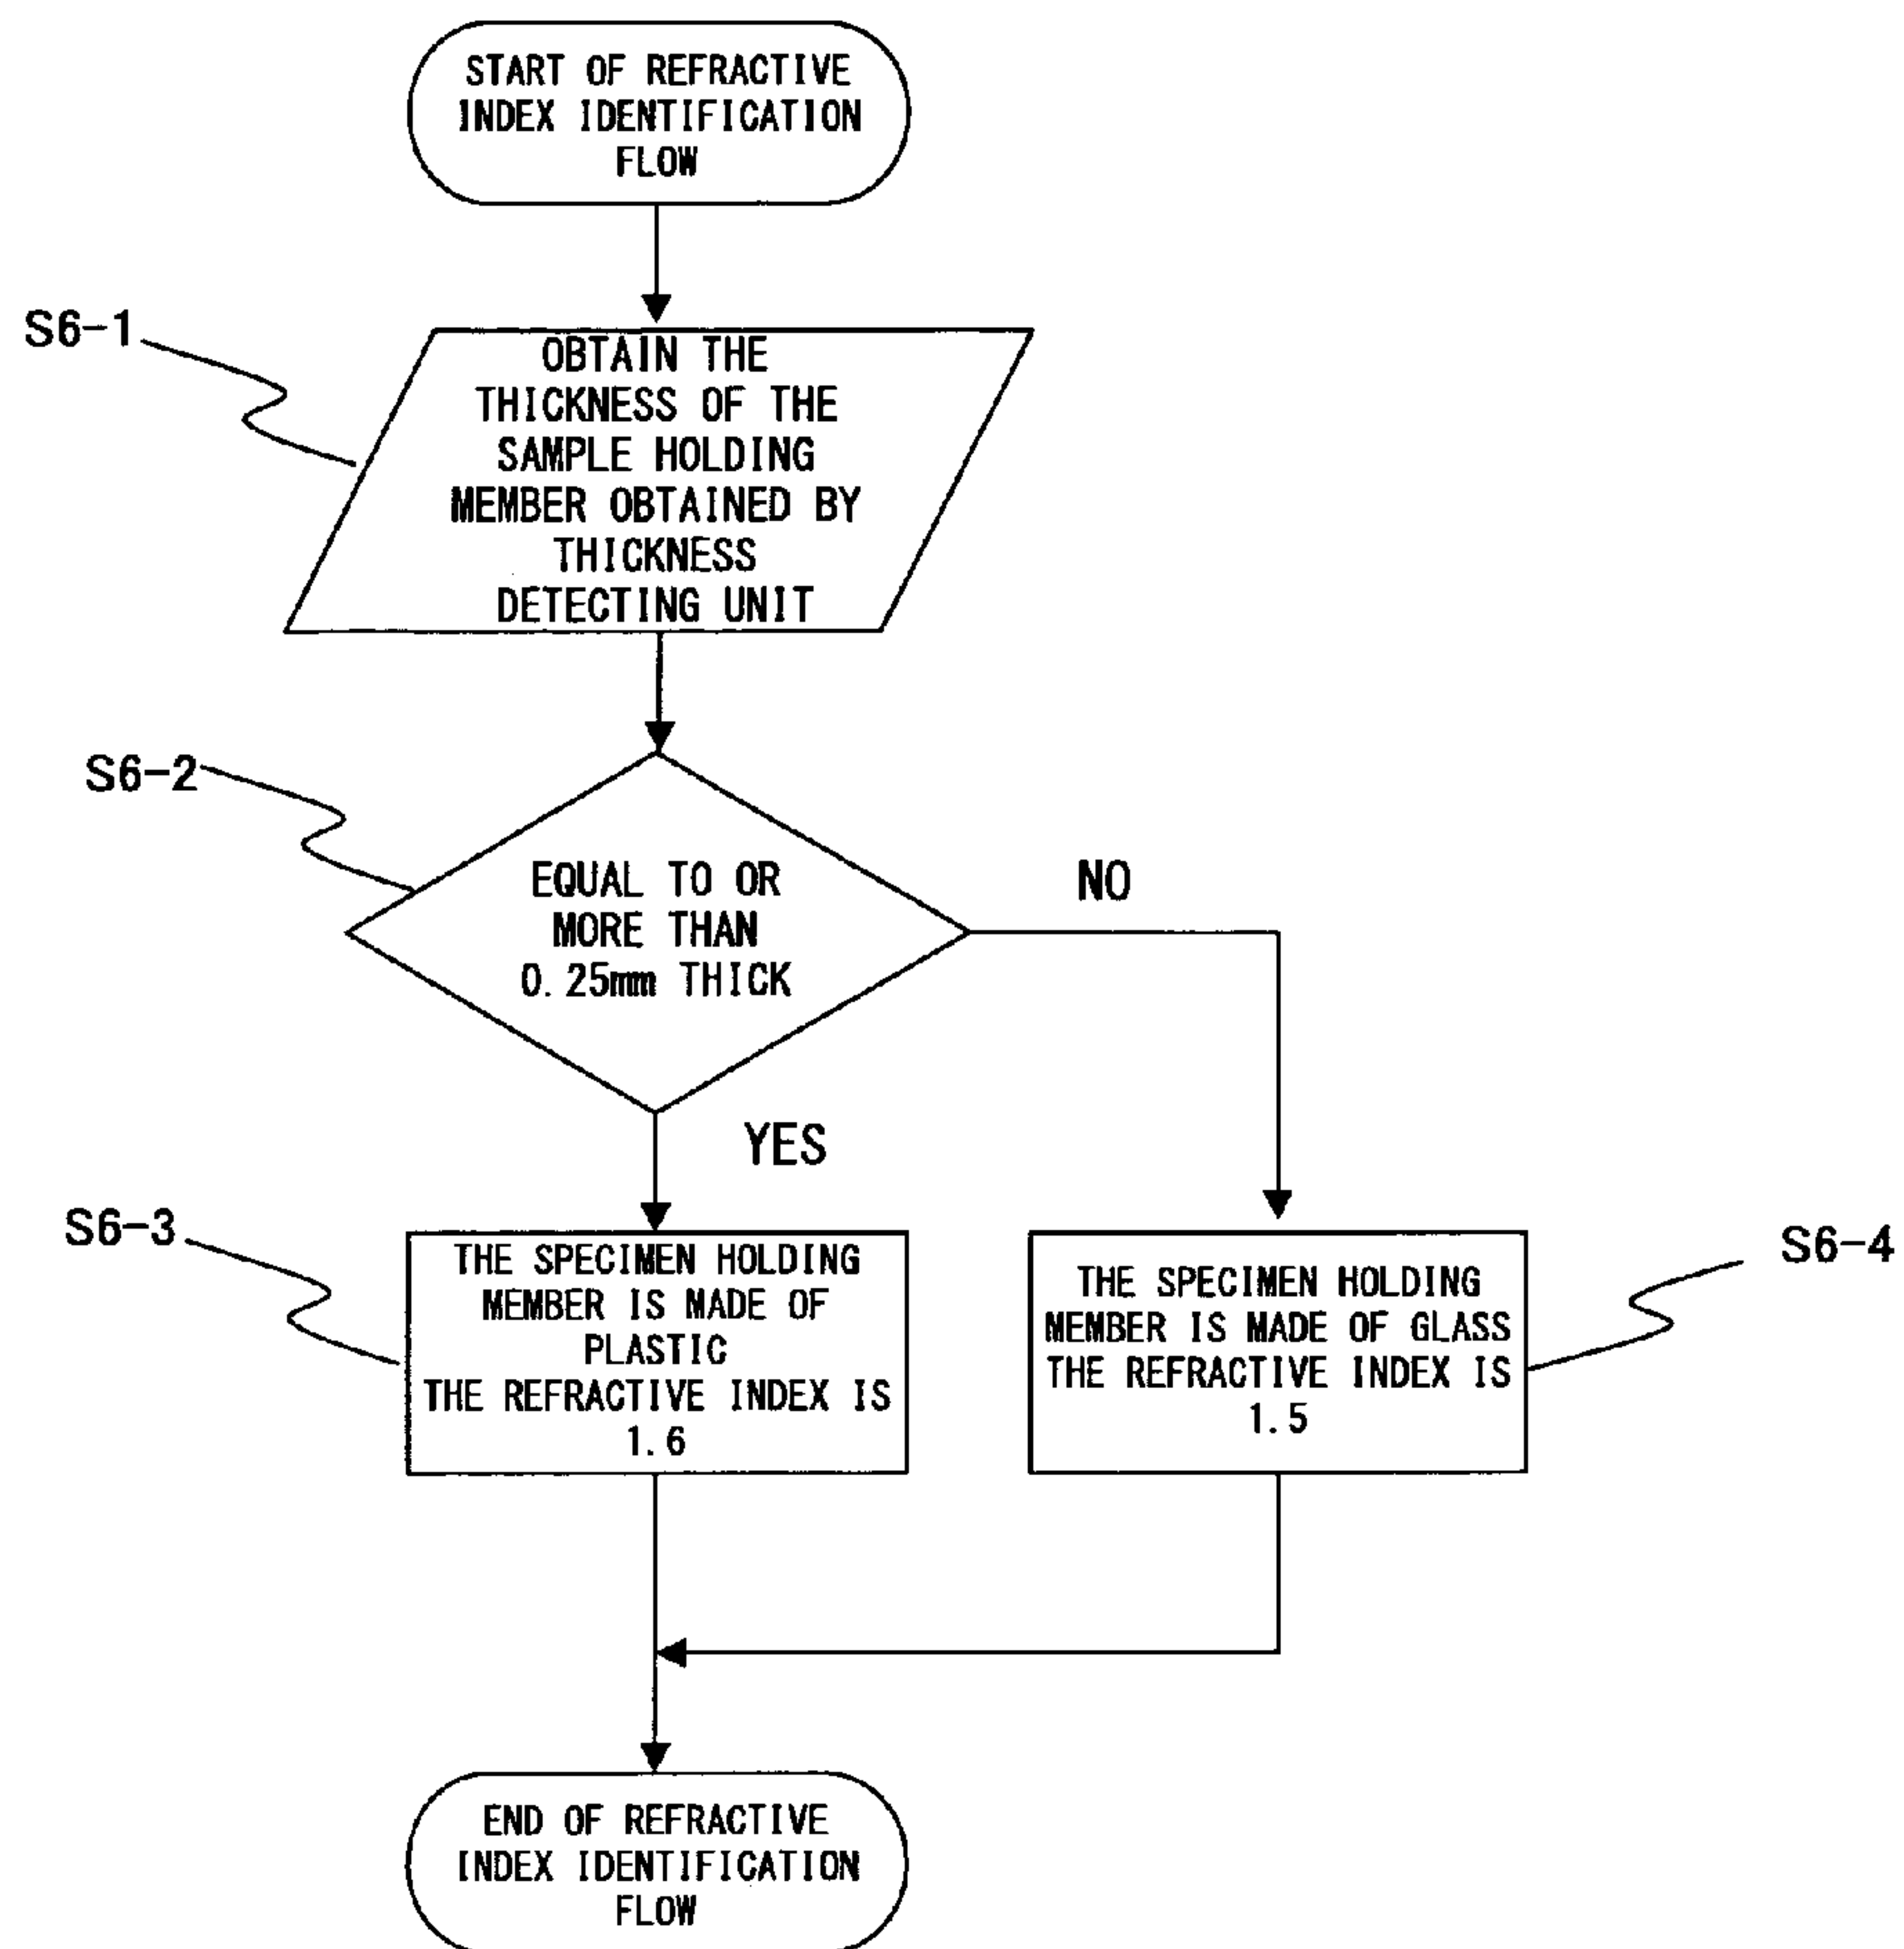 START OF REFRACTIVE
INDEX IDENTIFICATION
FLOW
S6-1
OBTAIN THE
THICKNESS OF THE
SAMPLE HOLDING
MEMBER OBTAINED BY
THICKNESS
DETECTING UNIT
S6-2
EQUAL TO OR
MORE THAN
0.25mm THICK
NO
YES
S6-3
THE SPECIMEN HOLDING
MEMBER IS MADE OF
PLASTIC
THE REFRACTIVE INDEX IS
1.6
THE SPECIMEN HOLDING
MEMBER IS MADE OF GLASS
THE REFRACTIVE INDEX IS
1.5
S6-4
END OF REFRACTIVE
INDEX IDENTIFICATION
FLOW